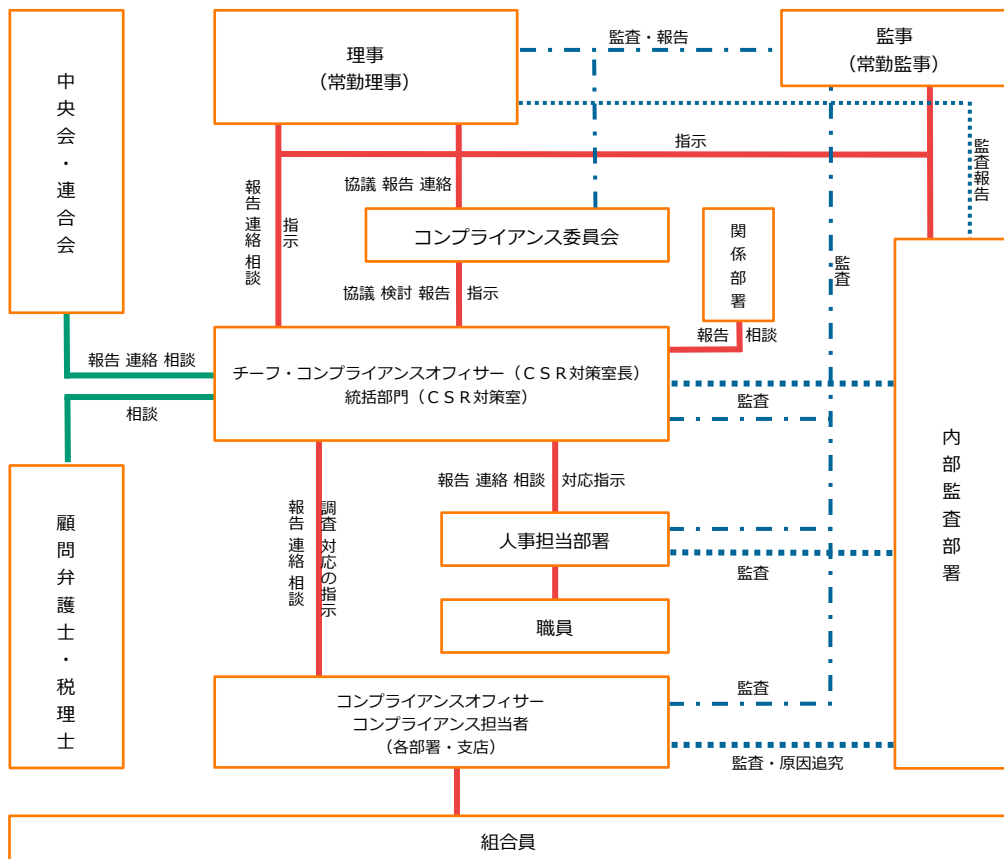 中央会・連合会
理事
（常勤理事）
監査・報告
監事
（常勤監事）
指示
監査報告
報告 連絡 相談
指示
協議 報告 連絡
コンプライアンス委員会
関係部署
監査
協議 検討 報告
指示
報告
相談
報告 連絡 相談
チーフ・コンプライアンスオフィサー（ＣＳＲ対策室長）
統括部門（ＣＳＲ対策室）
相談
監査
内部監査部署
顧問弁護士・税理士
報告 連絡 相談
調査 対応の指示
報告 連絡 相談
対応指示
人事担当部署
監査
職員
コンプライアンスオフィサー
コンプライアンス担当者
（各部署・支店）
監査
監査・原因追究
組合員